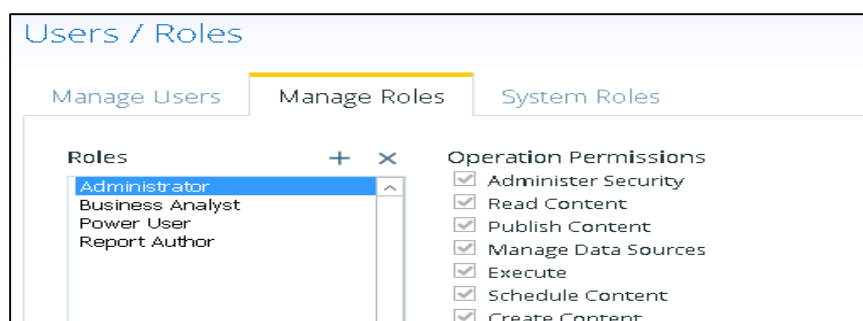 Users / Roles
Manage Users
Manage Roles
System Roles
Roles
Administrator
Business Analyst
Power User
Report Author
Operation Permissions
Administer Security
Read Content
Publish Content
Manage Data Sources
Execute
Schedule Content
Create Content